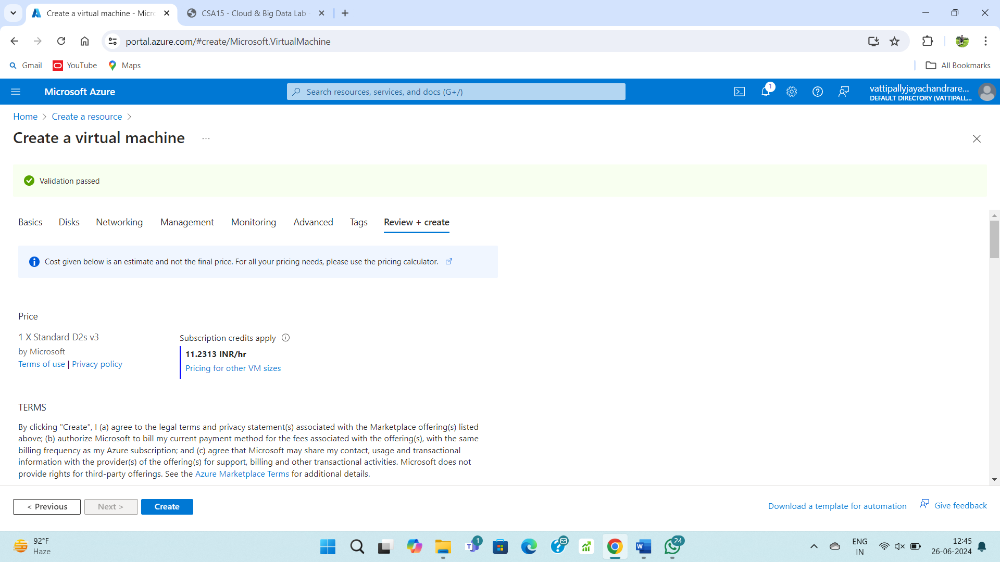 Create a virtual machine - Micro
CSA15 - Cloud & Big Data Lab -
portal.azure.com/#create/Microsoft.VirtualMachine
Gmail
YouTube
Maps
All Bookmarks
Microsoft Azure
Search resources, services, and docs (G+/)
1
vattipallyjayachandrare...
DEFAULT DIRECTORY (VATTIPALL...
Home > Create a resource >
Create a virtual machine ...
Validation passed
Basics Disks Networking Management Monitoring Advanced Tags Review + create
Cost given below is an estimate and not the final price. For all your pricing needs, please use the pricing calculator.
Price
1 X Standard D2s v3
by Microsoft
Terms of use | Privacy policy
Subscription credits apply
11.2313 INR/hr
Pricing for other VM sizes
TERMS
By clicking "Create", I (a) agree to the legal terms and privacy statement(s) associated with the Marketplace offering(s) listed
above; (b) authorize Microsoft to bill my current payment method for the fees associated with the offering(s), with the same
billing frequency as my Azure subscription; and (c) agree that Microsoft may share my contact, usage and transactional
information with the provider(s) of the offering(s) for support, billing and other transactional activities. Microsoft does not
provide rights for third-party offerings. See the Azure Marketplace Terms for additional details.
< Previous
Next >
Create
Download a template for automation
Give feedback
92°F
Haze
1
24
ENG
IN
12:45
26-06-2024